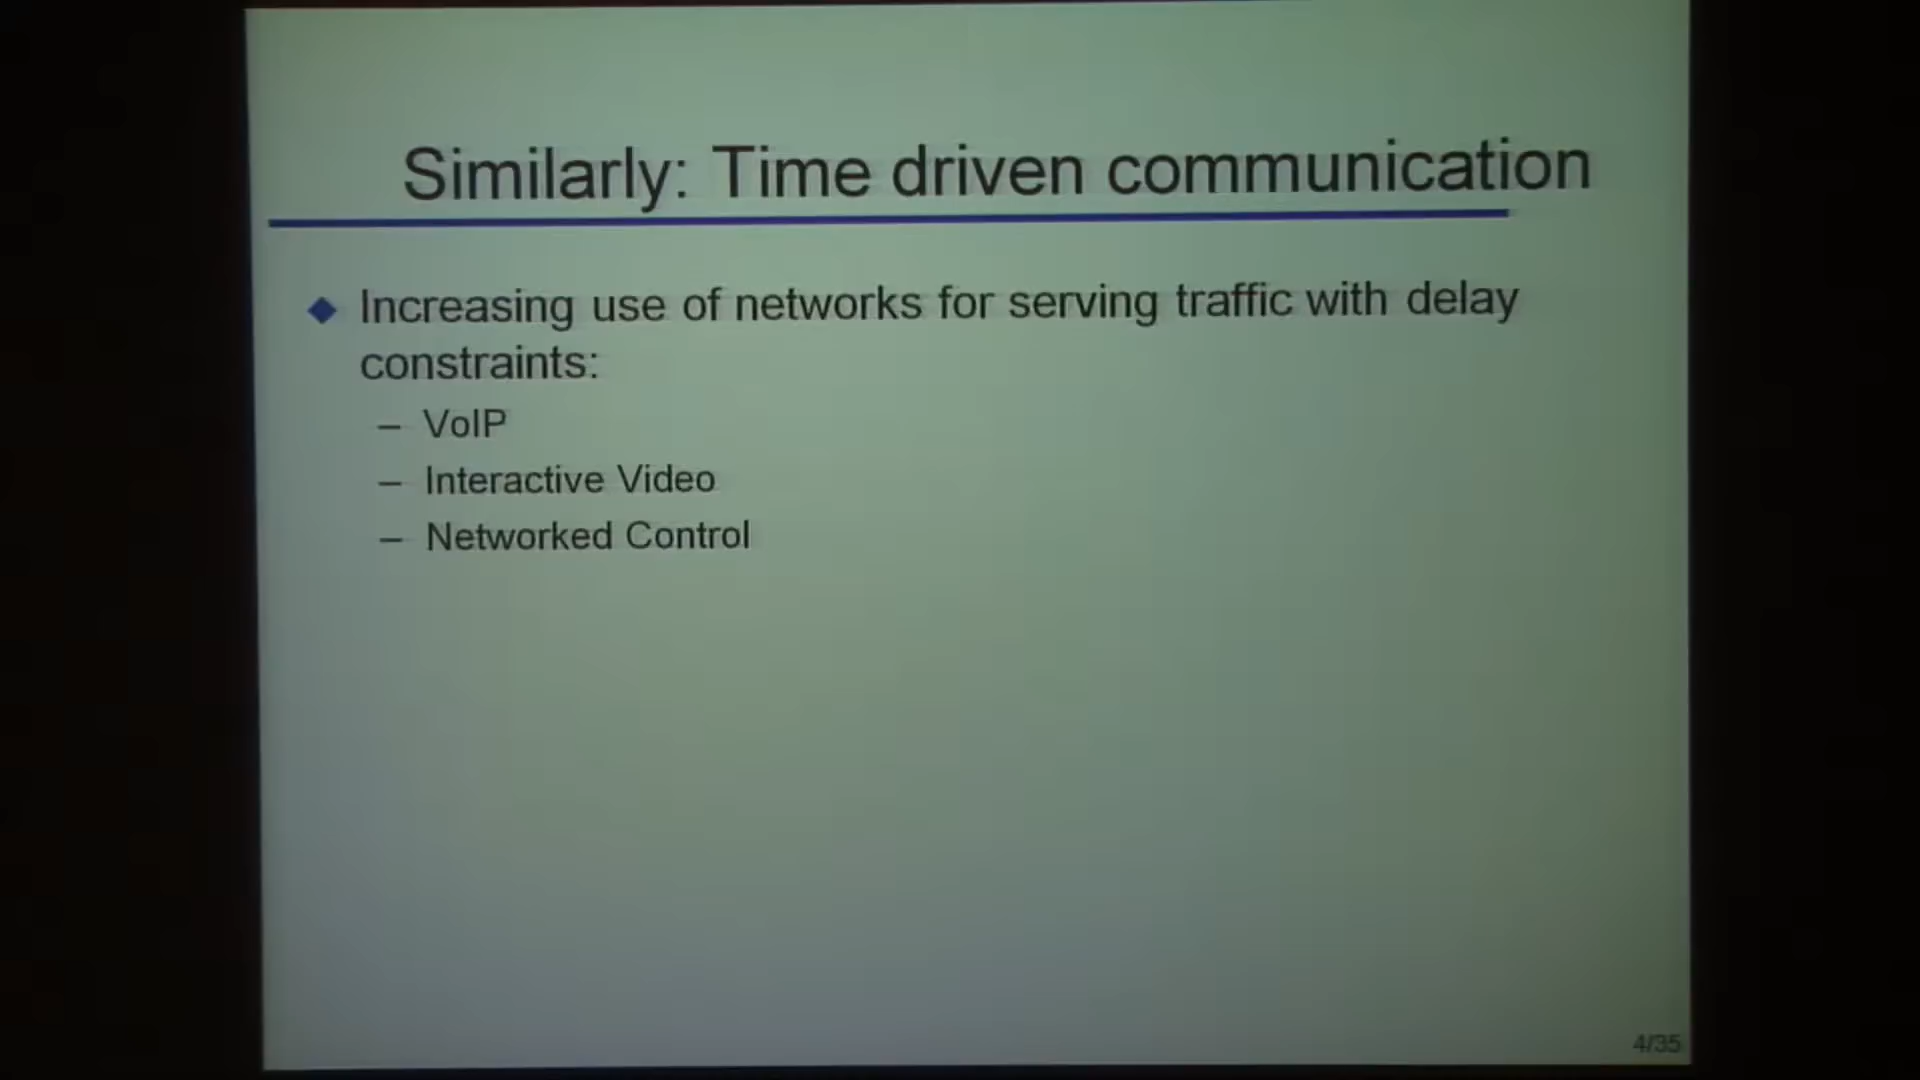 Similarly: Time driven communication
◆ Increasing use of networks for serving traffic with delay
constraints:
– VoIP
– Interactive Video
– Networked Control
4/35